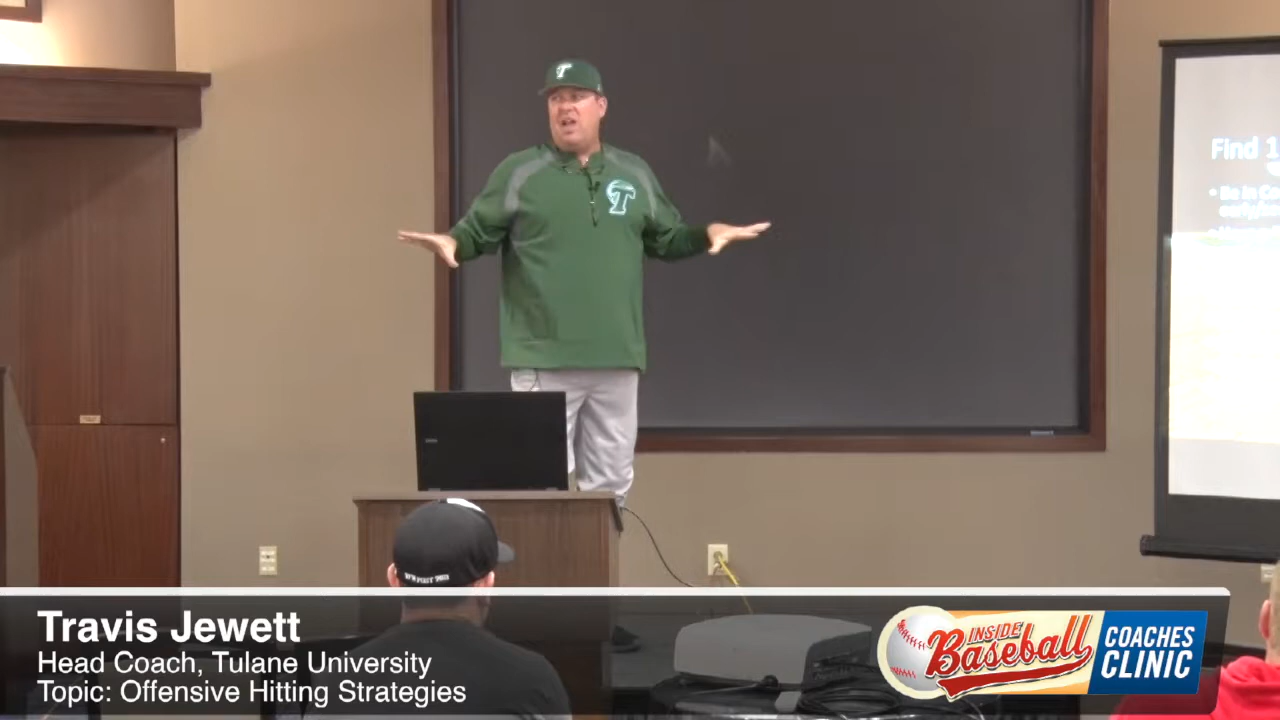 T
T
Find 1
Travis Jewett
Head Coach, Tulane University
Topic: Offensive Hitting Strategies
INSIDE
Baseball
COACHES
CLINIC